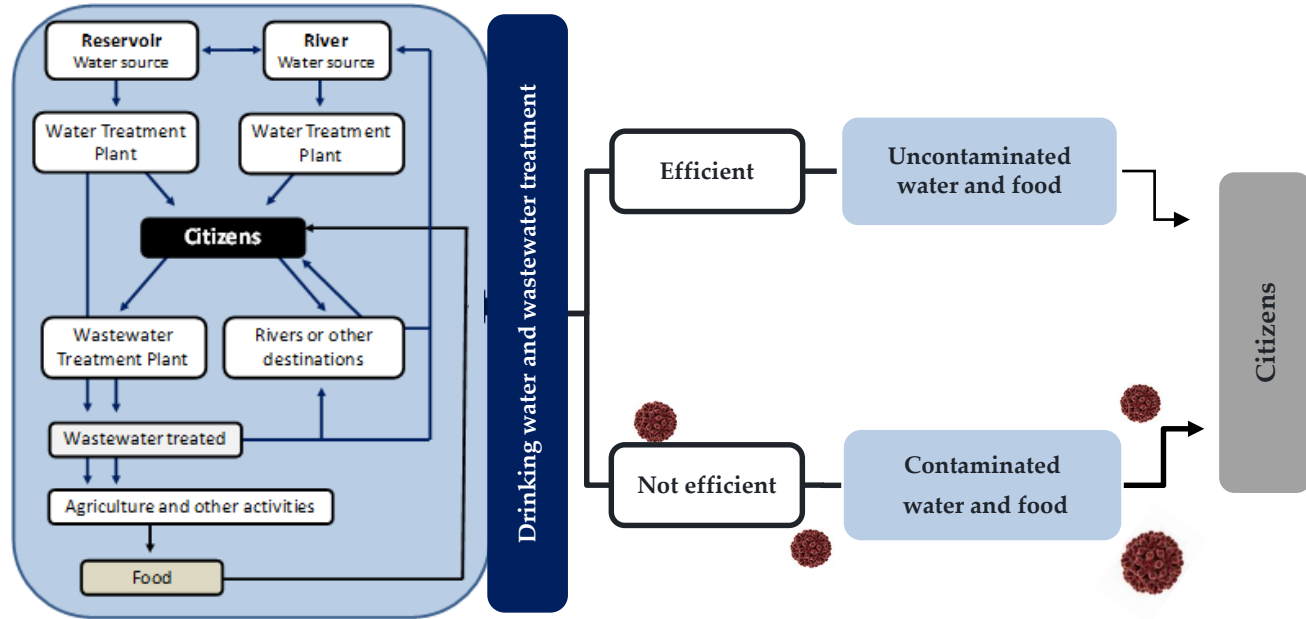 Reservoir
Water source
River
Water source
Water Treatment
Plant
Water Treatment
Plant
Citizens
Wastewater
Treatment Plant
Rivers or other
destinations
Wastewater treated
Agriculture and other activities
Food
Drinking water and wastewater treatment
Efficient
Uncontaminated
water and food
Not efficient
Contaminated
water and food
Citizens